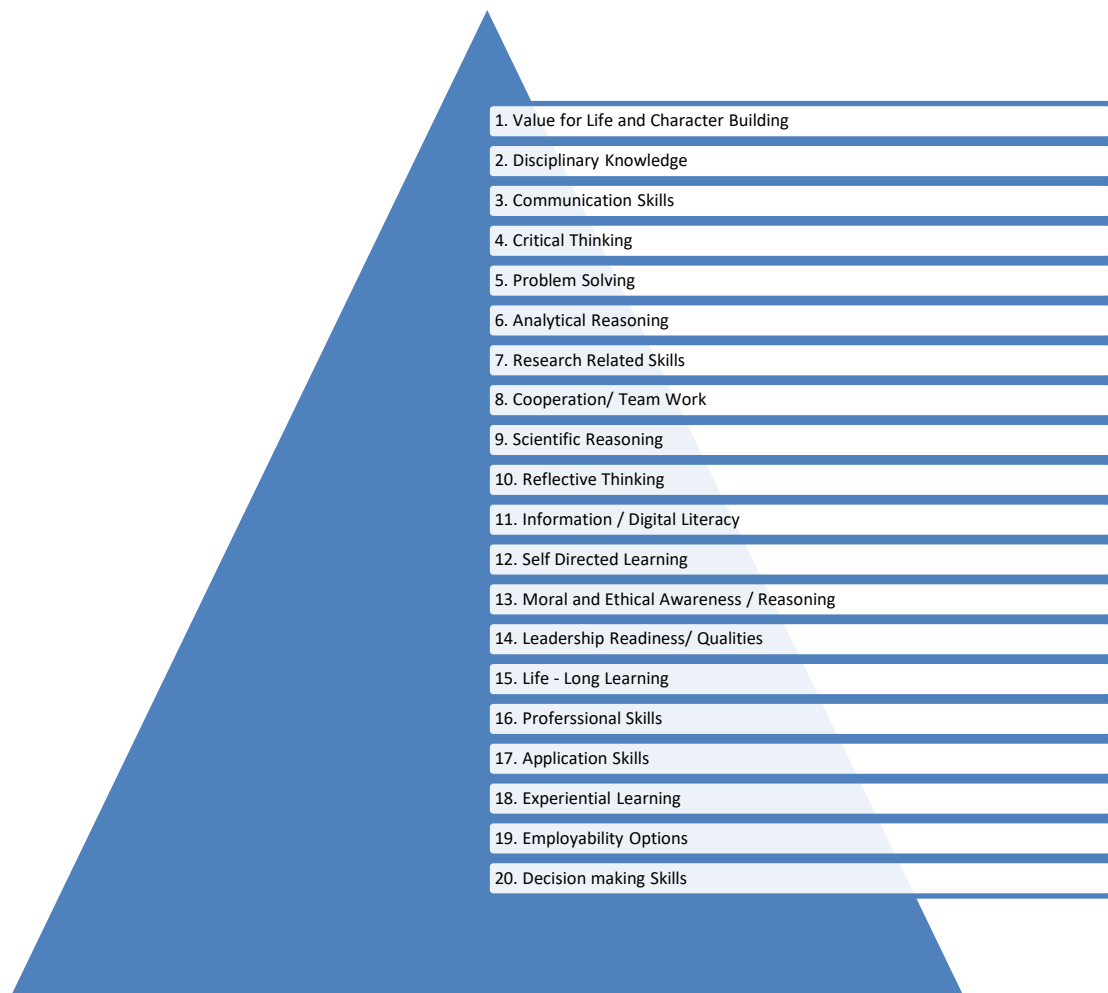 1. Value for Life and Character Building
2. Disciplinary Knowledge
3. Communication Skills
4. Critical Thinking
5. Problem Solving
6. Analytical Reasoning
7. Research Related Skills
8. Cooperation/ Team Work
9. Scientific Reasoning
10. Reflective Thinking
11. Information / Digital Literacy
12. Self Directed Learning
13. Moral and Ethical Awareness / Reasoning
14. Leadership Readiness/ Qualities
15. Life - Long Learning
16. Proferssional Skills
17. Application Skills
18. Experiential Learning
19. Employability Options
20. Decision making Skills